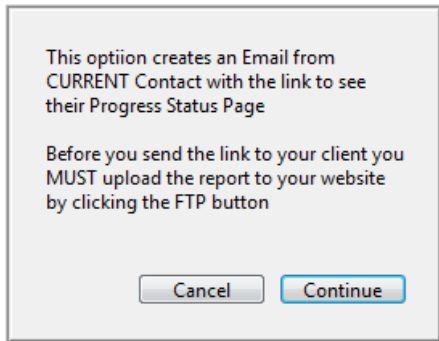 This optiion creates an Email from
CURRENT Contact with the link to see
their Progress Status Page
Before you send the link to your client you
MUST upload the report to your website
by clicking the FTP button
Cancel
Continue